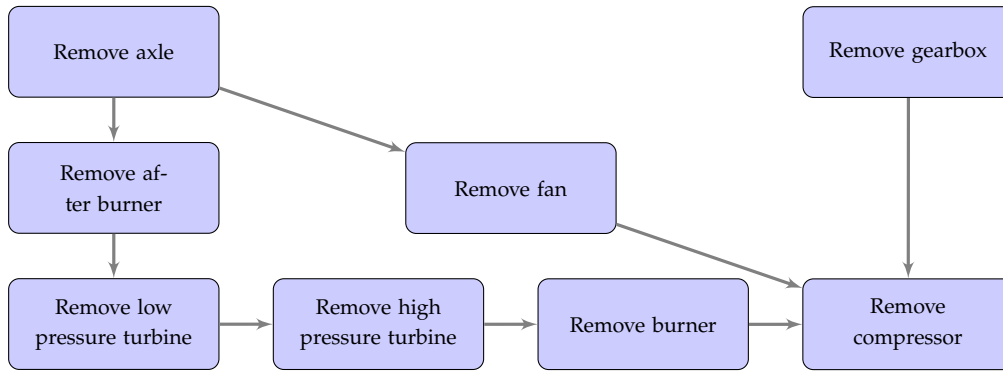 Remove axle
Remove gearbox
Remove af-
ter burner
Remove fan
Remove low
pressure turbine
Remove high
pressure turbine
Remove burner
Remove
compressor